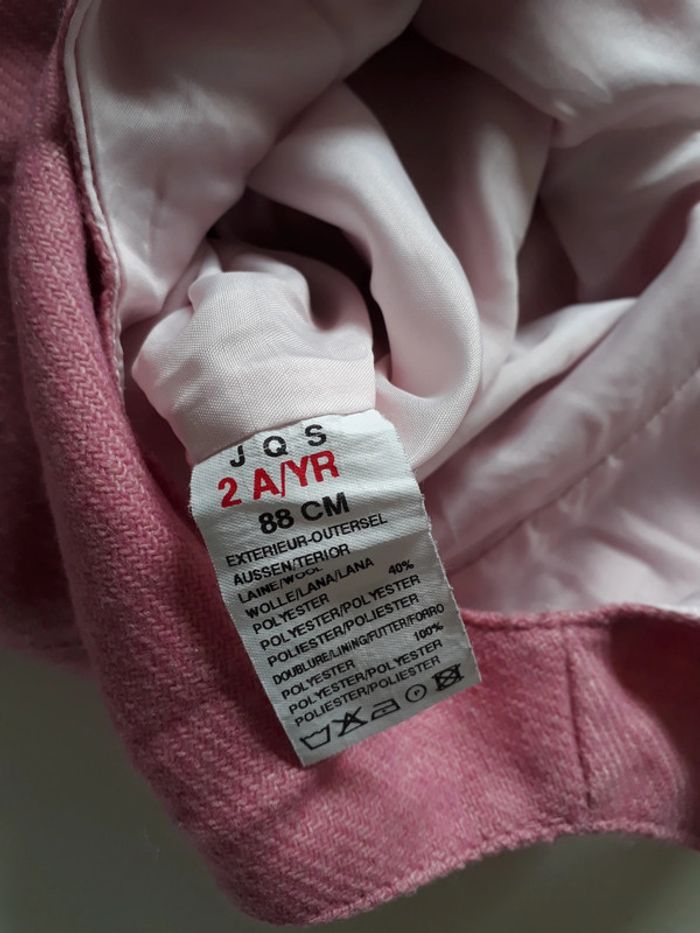 J Q S
2 A/YR
88 CM
EXTERIEUR-OUTERSEL
AUSSEN/TERIOR
LAINE/WOOL
WOLLE/LANA/LANA 40%
POLYESTER
POLYESTER/POLYESTER
POLIESTER/POLIESTER
DOUBLURE/LINING/FUTTER/FORRO
POLYESTER 100%
POLYESTER/POLYESTER
POLIESTER/POLIESTER